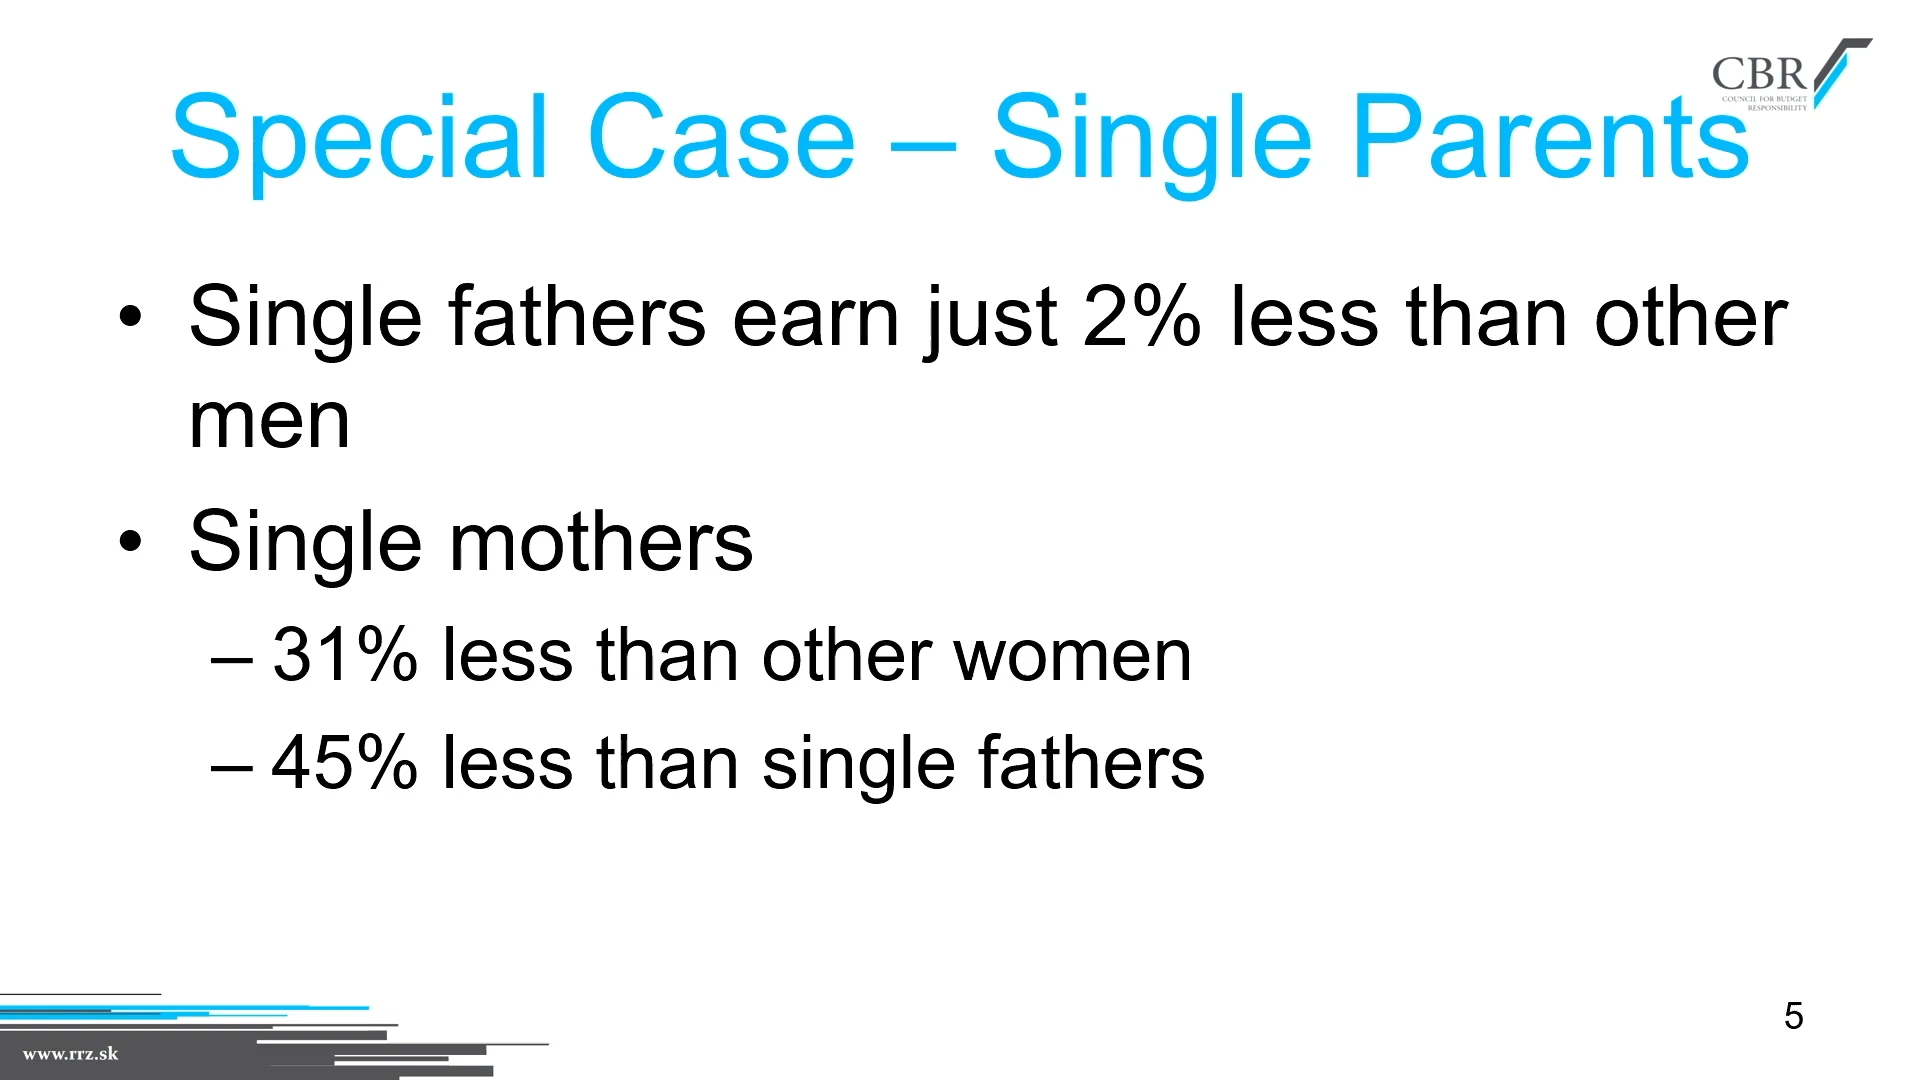 CBR
COUNCIL FOR BUDGET
RESPONSIBILITY
Special Case – Single Parents
• Single fathers earn just 2% less than other
men
• Single mothers
– 31% less than other women
– 45% less than single fathers
www.rrz.sk
5